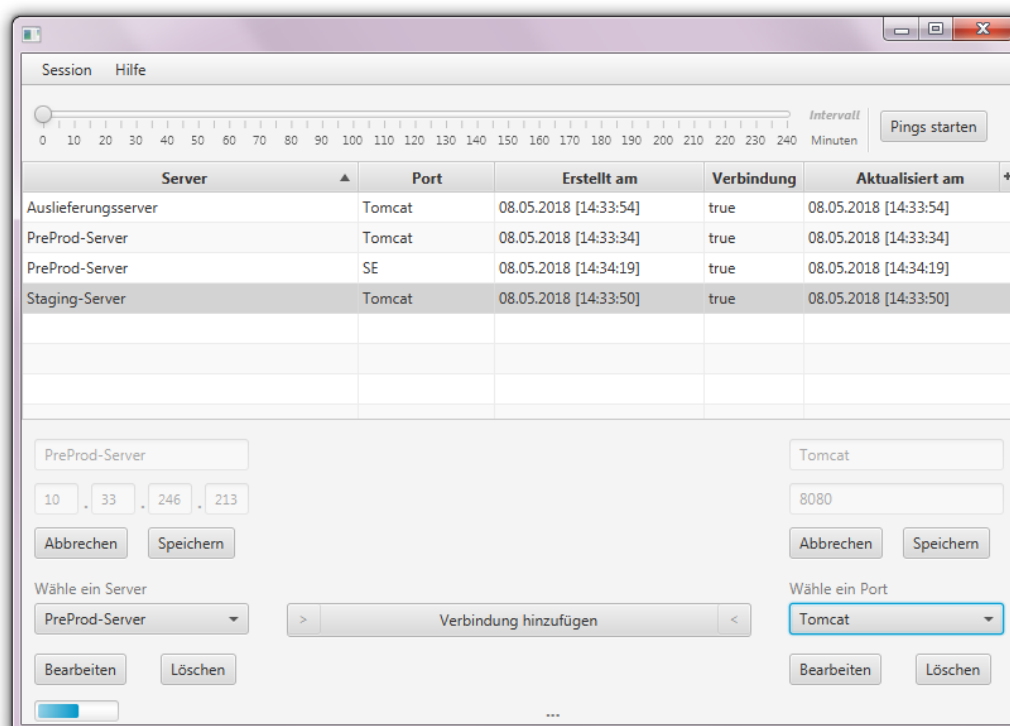 Session Hilfe
Intervall
0 10 20 30 40 50 60 70 80 90 100 110 120 130 140 150 160 170 180 190 200 210 220 230 240 Minuten
Pings starten
Server Port Erstellt am Verbindung Aktualisiert am +
Auslieferungsserver Tomcat 08.05.2018 [14:33:54] true 08.05.2018 [14:33:54]
PreProd-Server Tomcat 08.05.2018 [14:33:34] true 08.05.2018 [14:33:34]
PreProd-Server SE 08.05.2018 [14:34:19] true 08.05.2018 [14:34:19]
Staging-Server Tomcat 08.05.2018 [14:33:50] true 08.05.2018 [14:33:50]
PreProd-Server Tomcat
10 . 33 . 246 . 213 8080
Abbrechen Speichern Abbrechen Speichern
Wähle ein Server Wähle ein Port
PreProd-Server > Verbindung hinzufügen < Tomcat
Bearbeiten Löschen Bearbeiten Löschen
...